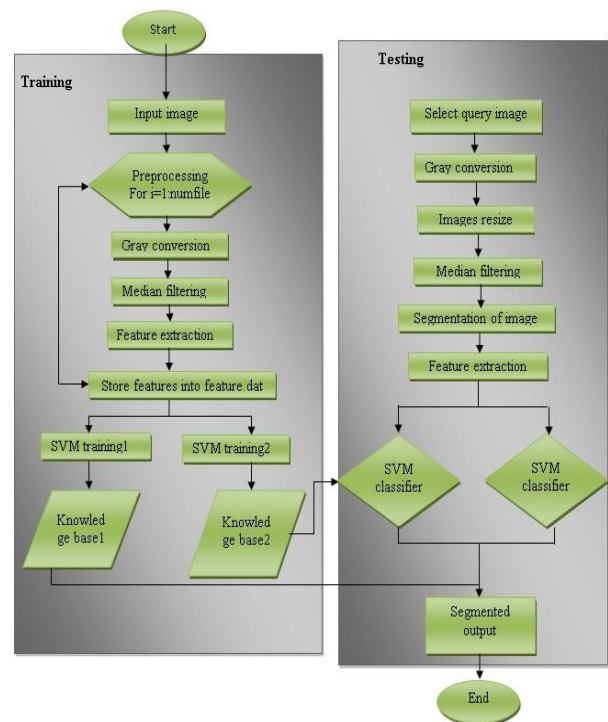 Start
Training
Input image
Preprocessing
For i=1:numfile
Gray conversion
Median filtering
Feature extraction
Store features into feature.dat
SVM training1
SVM training2
Knowled
ge base1
Knowled
ge base2
Testing
Select query image
Gray conversion
Images resize
Median filtering
Segmentation of image
Feature extraction
SVM
classifier
SVM
classifier
Segmented
output
End